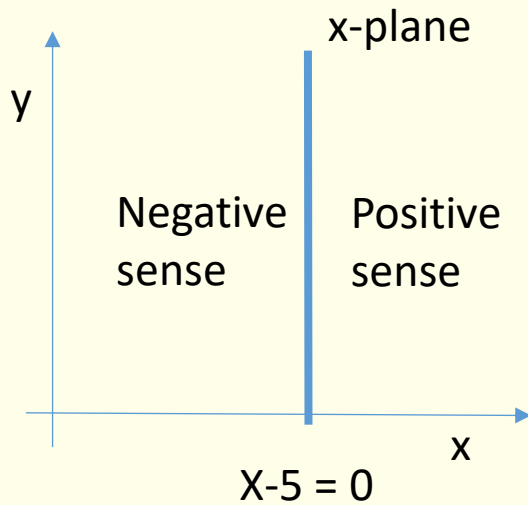 x-plane
y
Negative
sense
Positive
sense
x
X-5 = 0